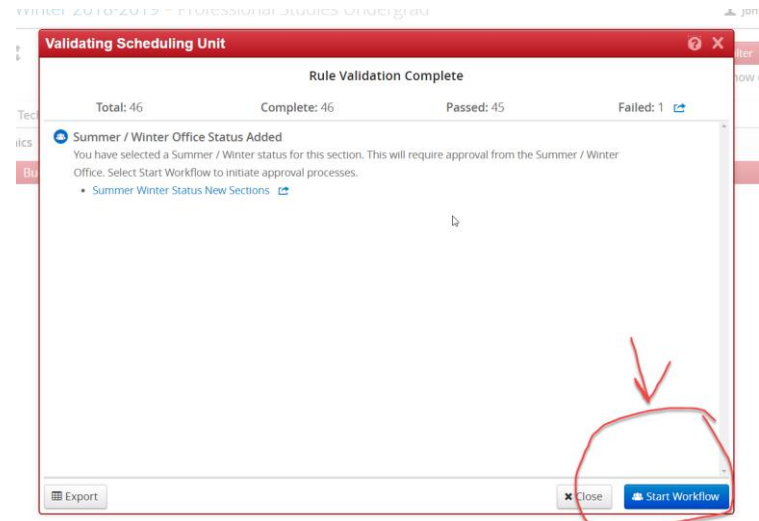 Winter 2018-2019 – Professional Studies Undergrad
Validating Scheduling Unit
Rule Validation Complete
Total: 46 Complete: 46 Passed: 45 Failed: 1
Summer / Winter Office Status Added
You have selected a Summer / Winter status for this section. This will require approval from the Summer / Winter
Office. Select Start Workflow to initiate approval processes.
• Summer Winter Status New Sections
Export
Close
Start Workflow